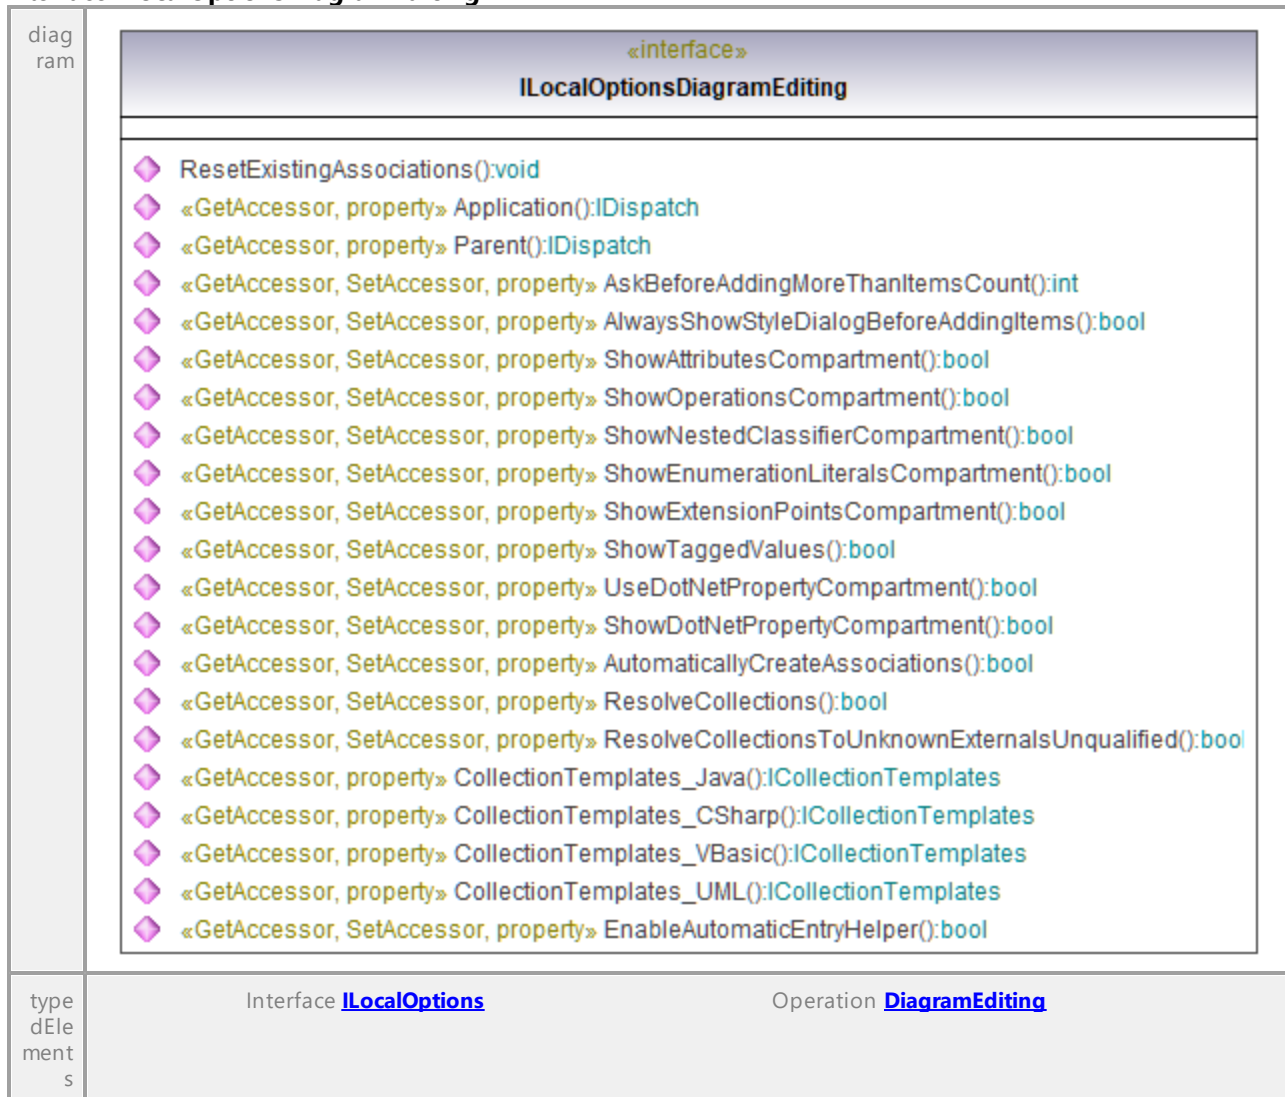 diag
ram
«interface»
ILocalOptionsDiagramEditing
ResetExistingAssociations():void
«GetAccessor, property» Application():IDispatch
«GetAccessor, property» Parent():IDispatch
«GetAccessor, SetAccessor, property» AskBeforeAddingMoreThanItemsCount():int
«GetAccessor, SetAccessor, property» AlwaysShowStyleDialogBeforeAddingItems():bool
«GetAccessor, SetAccessor, property» ShowAttributesCompartment():bool
«GetAccessor, SetAccessor, property» ShowOperationsCompartment():bool
«GetAccessor, SetAccessor, property» ShowNestedClassifierCompartment():bool
«GetAccessor, SetAccessor, property» ShowEnumerationLiteralsCompartment():bool
«GetAccessor, SetAccessor, property» ShowExtensionPointsCompartment():bool
«GetAccessor, SetAccessor, property» ShowTaggedValues():bool
«GetAccessor, SetAccessor, property» UseDotNetPropertyCompartment():bool
«GetAccessor, SetAccessor, property» ShowDotNetPropertyCompartment():bool
«GetAccessor, SetAccessor, property» AutomaticallyCreateAssociations():bool
«GetAccessor, SetAccessor, property» ResolveCollections():bool
«GetAccessor, SetAccessor, property» ResolveCollectionsToUnknownExternalsUnqualified():bool
«GetAccessor, property» CollectionTemplates_Java():ICollectionTemplates
«GetAccessor, property» CollectionTemplates_CSharp():ICollectionTemplates
«GetAccessor, property» CollectionTemplates_VBasic():ICollectionTemplates
«GetAccessor, property» CollectionTemplates_UML():ICollectionTemplates
«GetAccessor, SetAccessor, property» EnableAutomaticEntryHelper():bool
type
dEle
ment
s
Interface ILocalOptions Operation DiagramEditing